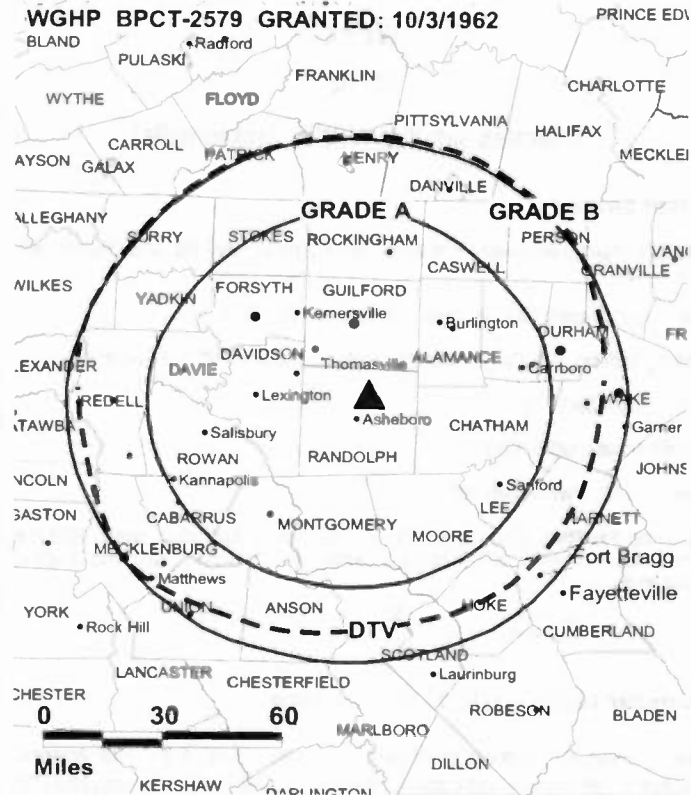 WGHP BPCT-2579 GRANTED: 10/3/1962
PRINCE EDW
BLAND
Radford
PULASKI
FRANKLIN
CHARLOTTE
WYTHE
FLOYD
PITTSYLVANIA
HALIFAX
CARROLL
PATRICK
HENRY
MECKLEI
AYSON
GALAX
DANVILLE
GRADE A
GRADE B
ALLEGHANY
SURRY
STOKES
ROCKINGHAM
PERSON
VAN
CASWELL
GRANVILLE
WILKES
YADKIN
FORSYTH
GUILFORD
Kernersville
Burlington
DURHAM
FR
DAVIDSON
Thomasville
ALAMANCE
EXANDER
DAVIE
Carrboro
IREDELL
Lexington
WAKE
ATAWBA
Asheboro
CHATHAM
Garner
Salisbury
ROWAN
RANDOLPH
JOHNS
NCOLN
Kannapolis
Sanford
LEE
GASTON
CABARRUS
MONTGOMERY
HARNETT
MOORE
MECKLENBURG
Fort Bragg
Matthews
Fayetteville
YORK
UNION
ANSON
HOKE
Rock Hill
DTV
CUMBERLAND
SCOTLAND
LANCASTER
CHESTERFIELD
Laurinburg
CHESTER
0 30 60
ROBESON
BLADEN
MARLBORO
Miles
DILLON
KERSHAW
DARLINGTON